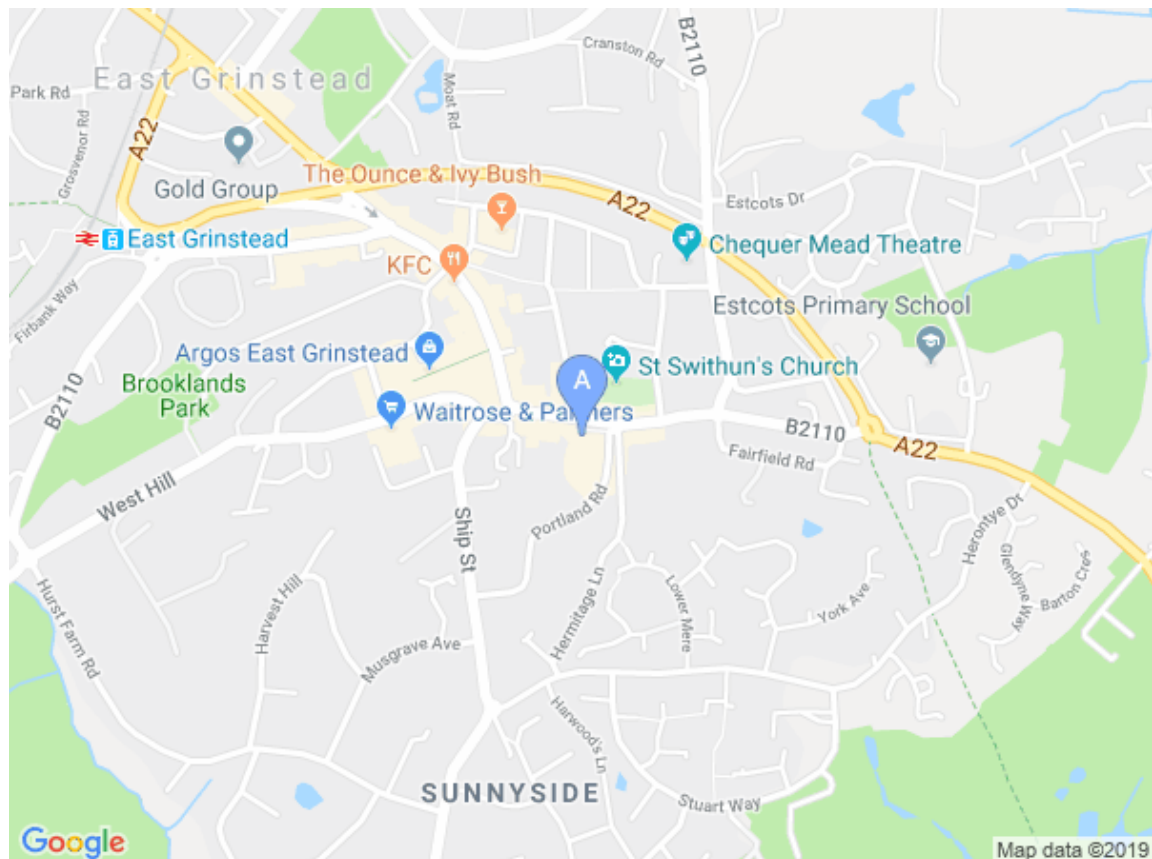 B2110
Cranston Rd
East Grinstead
Park Rd
Moat Rd
Grosvenor Rd
A22
The Ounce & Ivy Bush
Gold Group
A22
Estcots Dr
East Grinstead
Chequer Mead Theatre
KFC
Firbank Way
Estcots Primary School
Argos East Grinstead
St Swithun's Church
A
Brooklands
Park
B2110
Waitrose & Partners
B2110
A22
Fairfield Rd
West Hill
Portland Rd
Ship St
Herontye Dr
Glendyne Way
Barton Cres
Hurst Farm Rd
Harvest Hill
Hermitage Ln
Lower Mere
York Ave
Musgrave Ave
Harwood's Ln
SUNNYSIDE
Stuart Way
Google
Map data ©2019